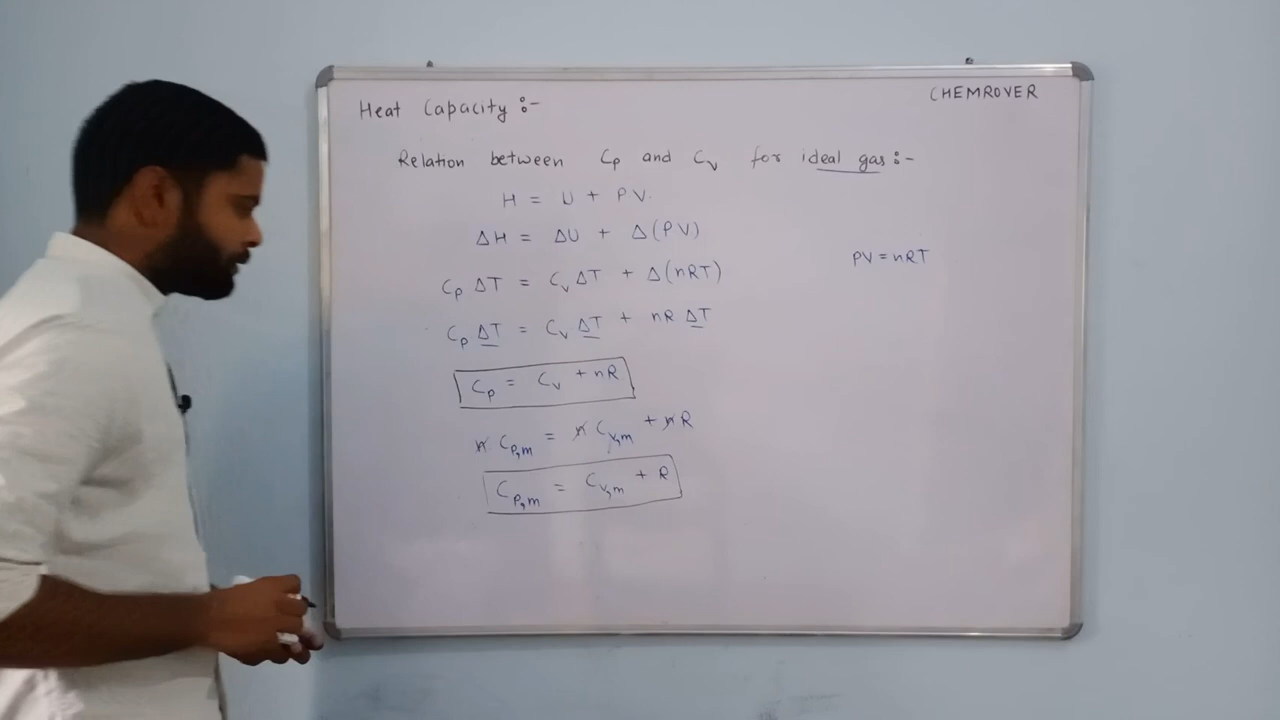 CHEMROVER
Heat Capacity :-
Relation between Cp and Cv for ideal gas :-
H = U + PV.
ΔH = ΔU + Δ(PV)
PV = nRT
Cp ΔT = Cv ΔT + Δ(nRT)
Cp ΔT = Cv ΔT + nR ΔT
Cp = Cv + nR
n Cp,m = n Cv,m + nR
Cp,m = Cv,m + R